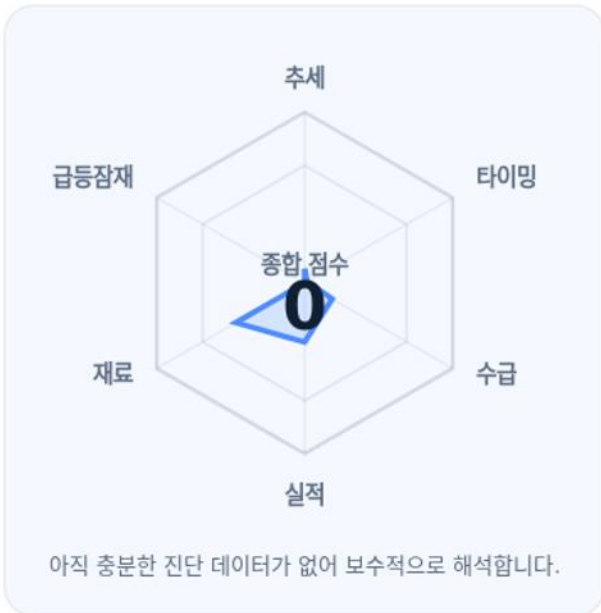 추세
급등잠재
타이밍
종합 점수
0
재료
수급
실적
아직 충분한 진단 데이터가 없어 보수적으로 해석합니다.